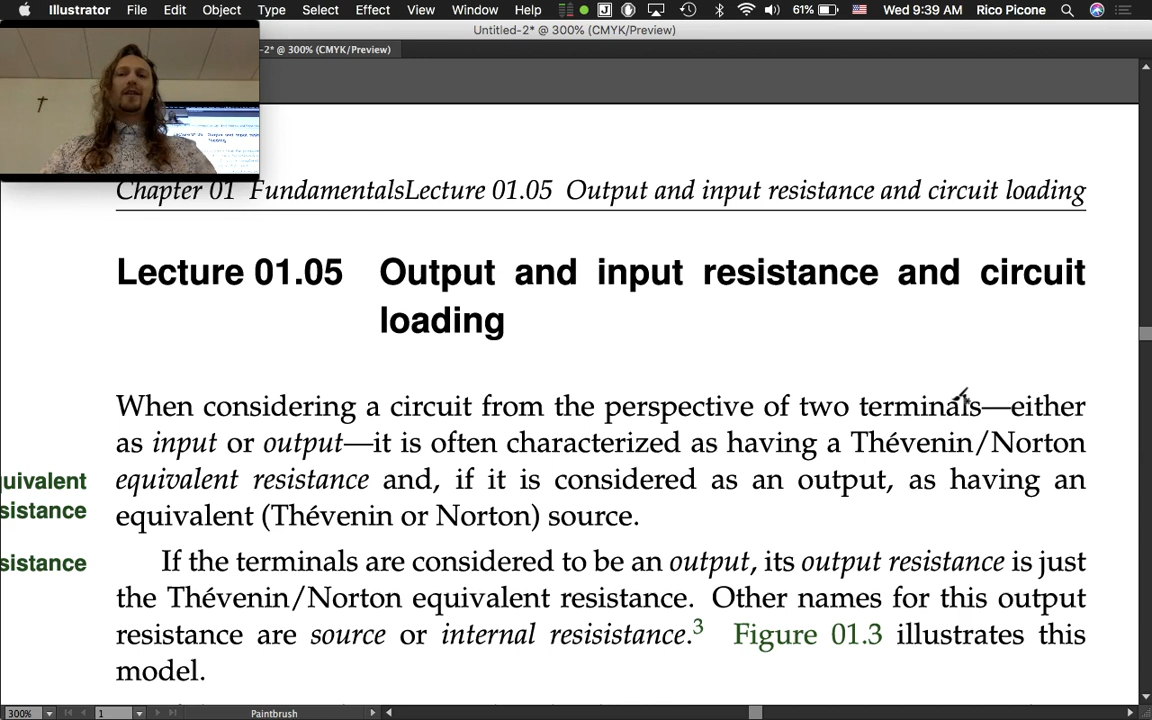 Illustrator File Edit Object Type Select Effect View Window Help 61% Wed 9:39 AM Rico Picone
Untitled-2* @ 300% (CMYK/Preview)
-2* @ 300% (CMYK/Preview)
Chapter 01 Fundamentals Lecture 01.05 Output and input resistance and circuit loading
Lecture 01.05 Output and input resistance and circuit
loading
When considering a circuit from the perspective of two terminals—either
as input or output—it is often characterized as having a Thévenin/Norton
quivalent
equivalent resistance and, if it is considered as an output, as having an
sistance
equivalent (Thévenin or Norton) source.
sistance
If the terminals are considered to be an output, its output resistance is just
the Thévenin/Norton equivalent resistance. Other names for this output
resistance are source or internal resisistance.3 Figure 01.3 illustrates this
model.
300% 1 Paintbrush